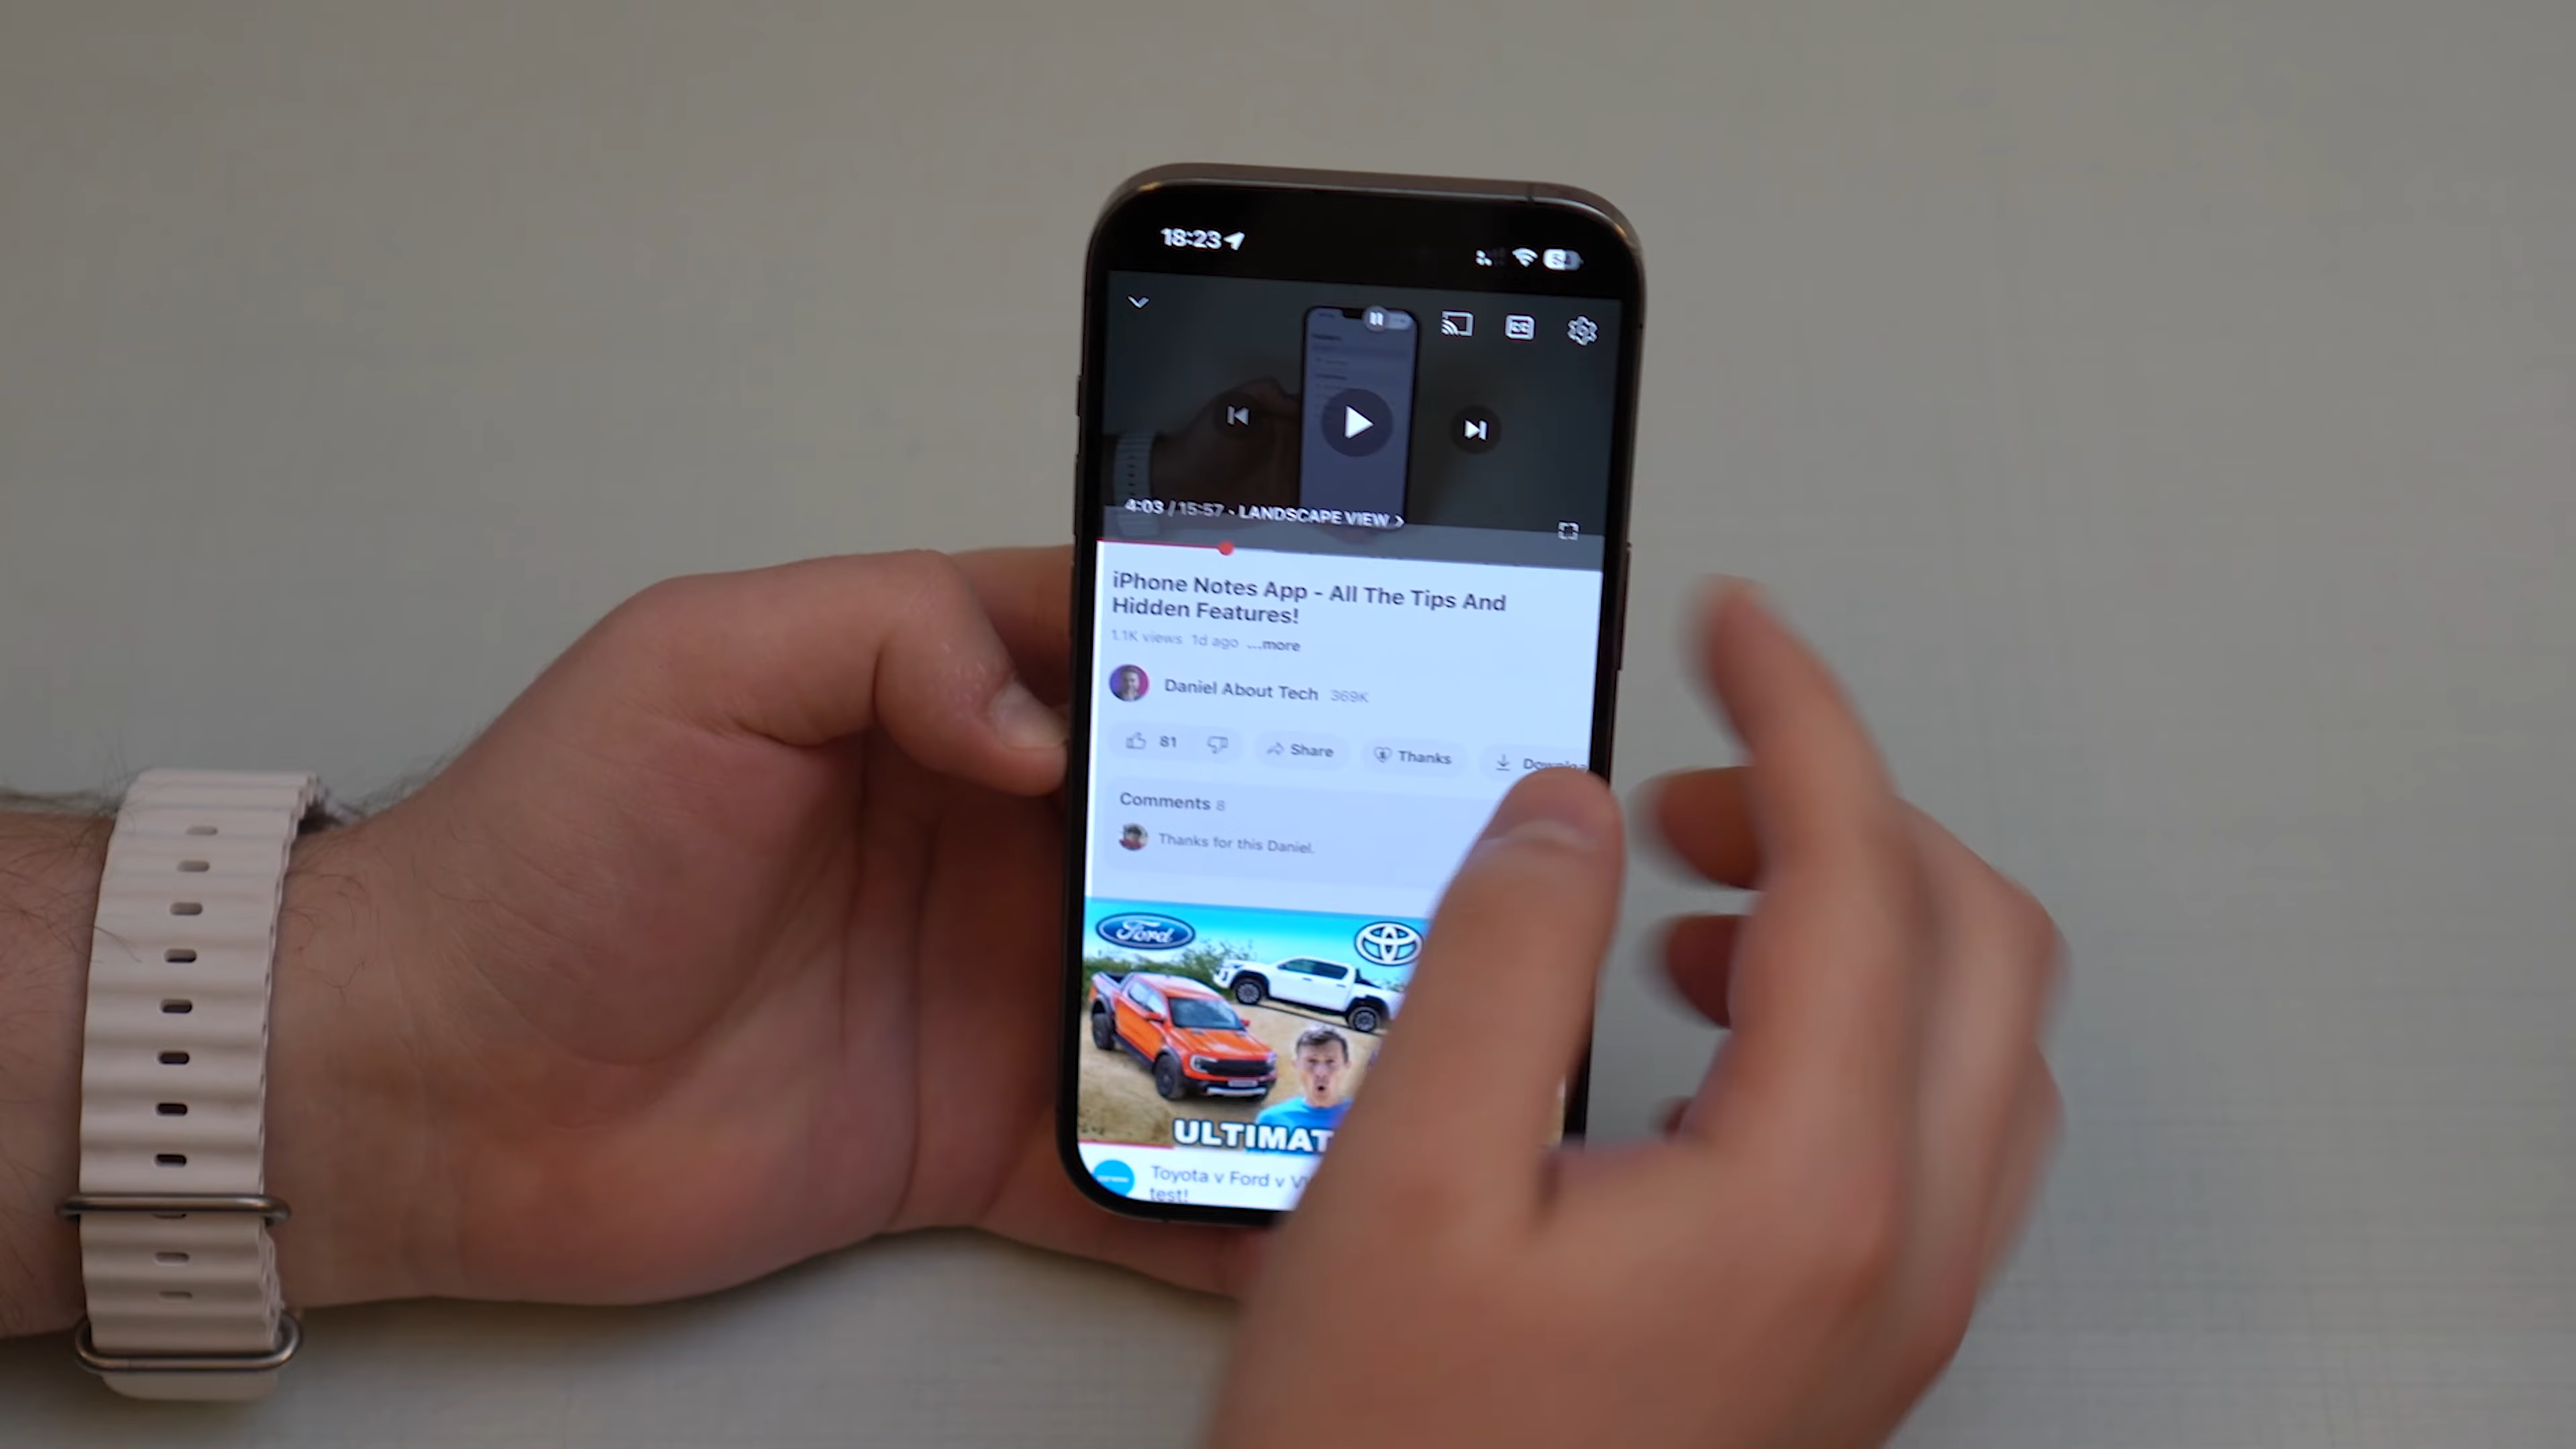 18:23
4:03 / 15:57 - LANDSCAPE VIEW >
iPhone Notes App - All The Tips And
Hidden Features!
1.1K views 1d ago ...more
Daniel About Tech 369K
81 Share Thanks
Comments 8
Thanks for this Daniel.
Ford
Toyota v Ford v
test!